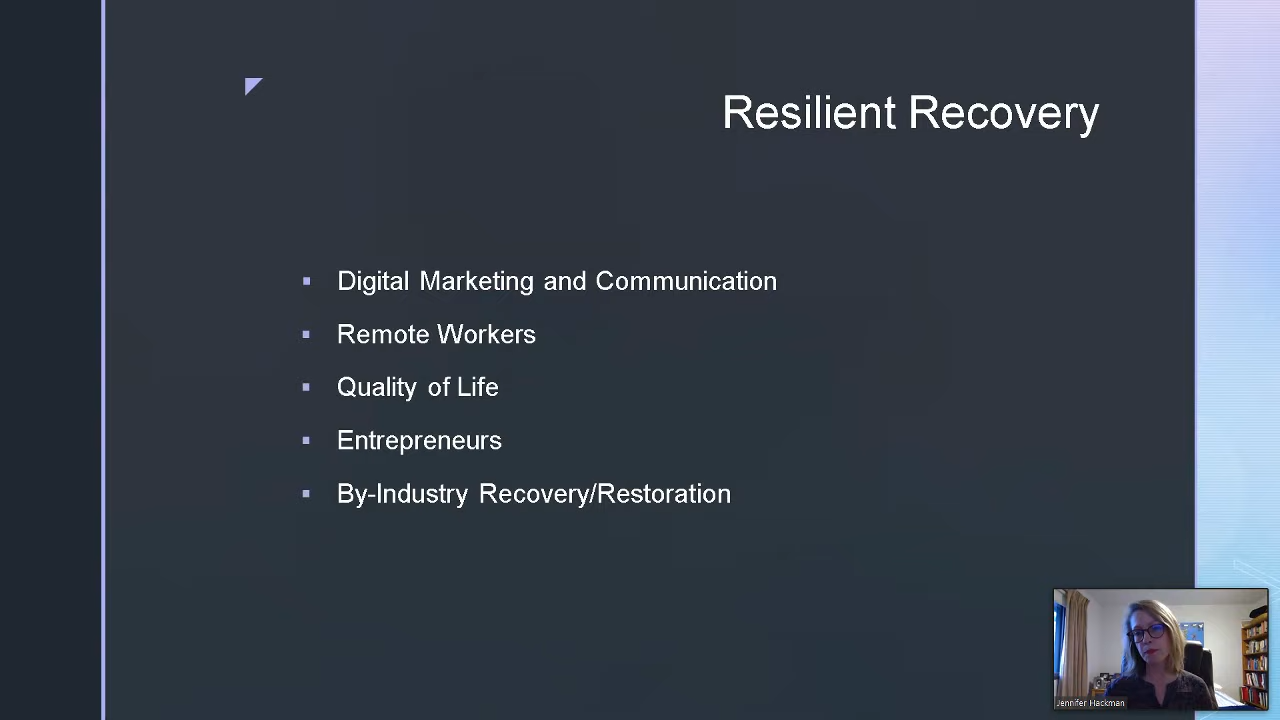 Resilient Recovery
Digital Marketing and Communication
Remote Workers
Quality of Life
Entrepreneurs
By-Industry Recovery/Restoration
Jennifer Hackman